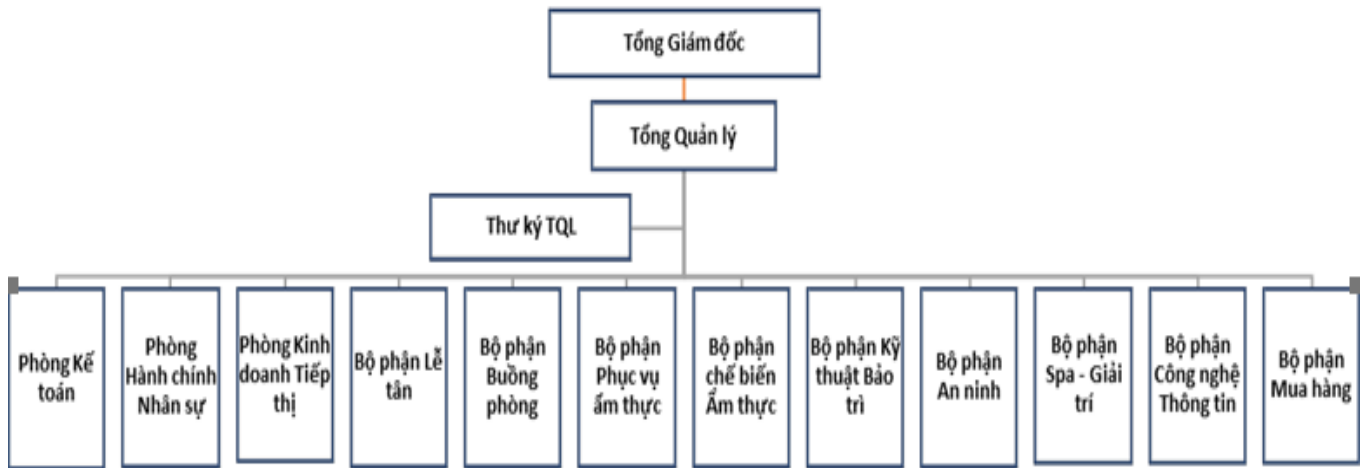 Tổng Giám đốc
Tổng Quản lý
Thư ký TQL
Phòng Kế
toán
Phòng
Hành chính
Nhân sự
Phòng Kinh
doanh Tiếp
thị
Bộ phận Lễ
tân
Bộ phận
Buồng
phòng
Bộ phận
Phục vụ
ẩm thực
Bộ phận
chế biến
Ẩm thực
Bộ phận Kỹ
thuật Bảo
trì
Bộ phận
An ninh
Bộ phận
Spa - Giải
trí
Bộ phận
Công nghệ
Thông tin
Bộ phận
Mua hàng